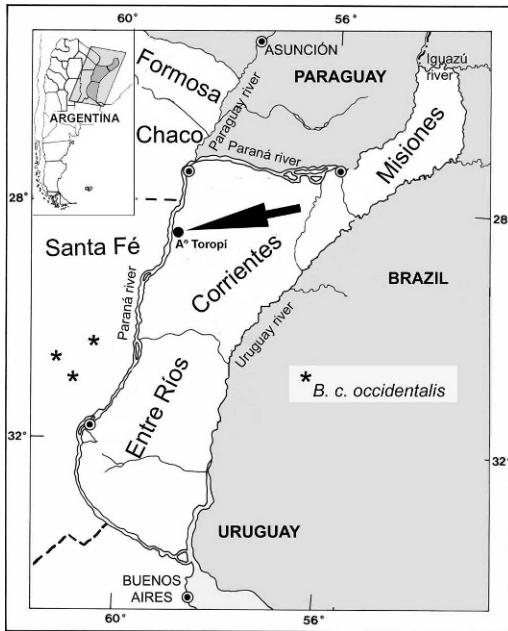 60°
56°
ASUNCIÓN
Iguazú
river
PARAGUAY
Formosa
ARGENTINA
Paraguay river
Chaco
Paraná river
Misiones
28°
28°
Santa Fé
Aº Toropí
Corrientes
BRAZIL
Paraná river
Uruguay river
*
*
*
*
B. c. occidentalis
Entre Ríos
32°
32°
URUGUAY
BUENOS
AIRES
60°
56°